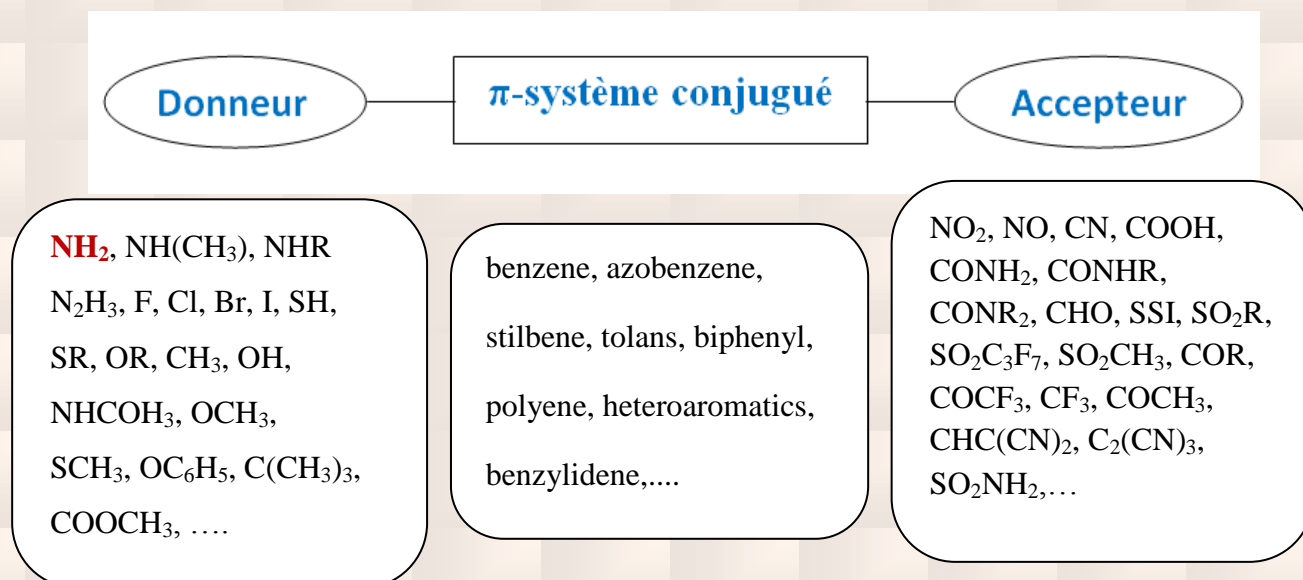 Donneur
π-système conjugué
Accepteur
NH₂, NH(CH₃), NHR
N₂H₃, F, Cl, Br, I, SH,
SR, OR, CH₃, OH,
NHCOH₃, OCH₃,
SCH₃, OC₆H₅, C(CH₃)₃,
COOCH₃, ….
benzene, azobenzene,
stilbene, tolans, biphenyl,
polyene, heteroaromatics,
benzylidene,....
NO₂, NO, CN, COOH,
CONH₂, CONHR,
CONR₂, CHO, SSI, SO₂R,
SO₂C₃F₇, SO₂CH₃, COR,
COCF₃, CF₃, COCH₃,
CHC(CN)₂, C₂(CN)₃,
SO₂NH₂,…